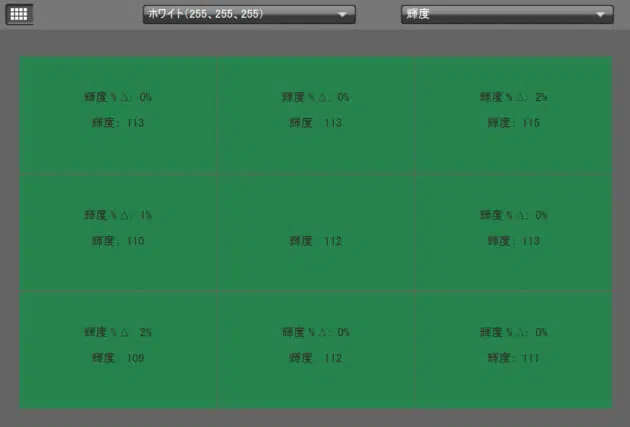 ホワイト(255、255、255)
輝度
輝度 % Δ: 0%
輝度: 113
輝度 % Δ: 0%
輝度: 113
輝度 % Δ: 2%
輝度: 115
輝度 % Δ: 1%
輝度: 110
輝度: 112
輝度 % Δ: 0%
輝度: 113
輝度 % Δ: 2%
輝度: 109
輝度 % Δ: 0%
輝度: 112
輝度 % Δ: 0%
輝度: 111